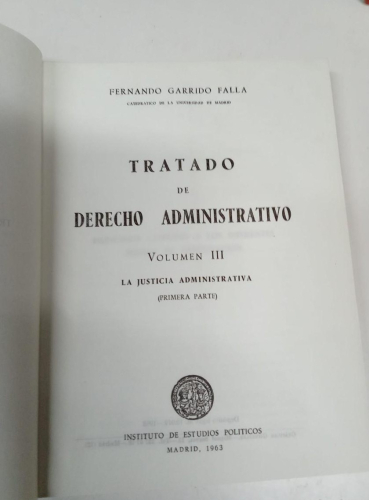 FERNANDO GARRIDO FALLA
CATEDRATICO DE LA UNIVERSIDAD DE MADRID
TRATADO
DE
DERECHO ADMINISTRATIVO
VOLUMEN III
LA JUSTICIA ADMINISTRATIVA
(PRIMERA PARTE)
INSTITUTO DE ESTUDIOS POLITICOS
MADRID, 1963